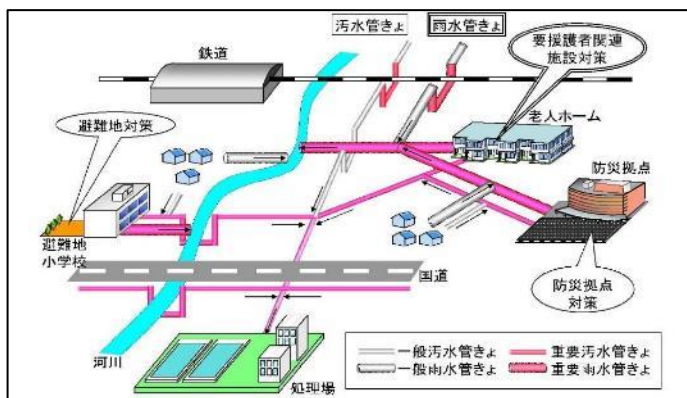 汚水管きょ
雨水管きょ
要援護者関連
施設対策
鉄道
避難地対策
老人ホーム
防災拠点
避難地
小学校
国道
防災拠点
対策
河川
処理場
一般汚水管きょ
重要汚水管きょ
一般雨水管きょ
重要雨水管きょ